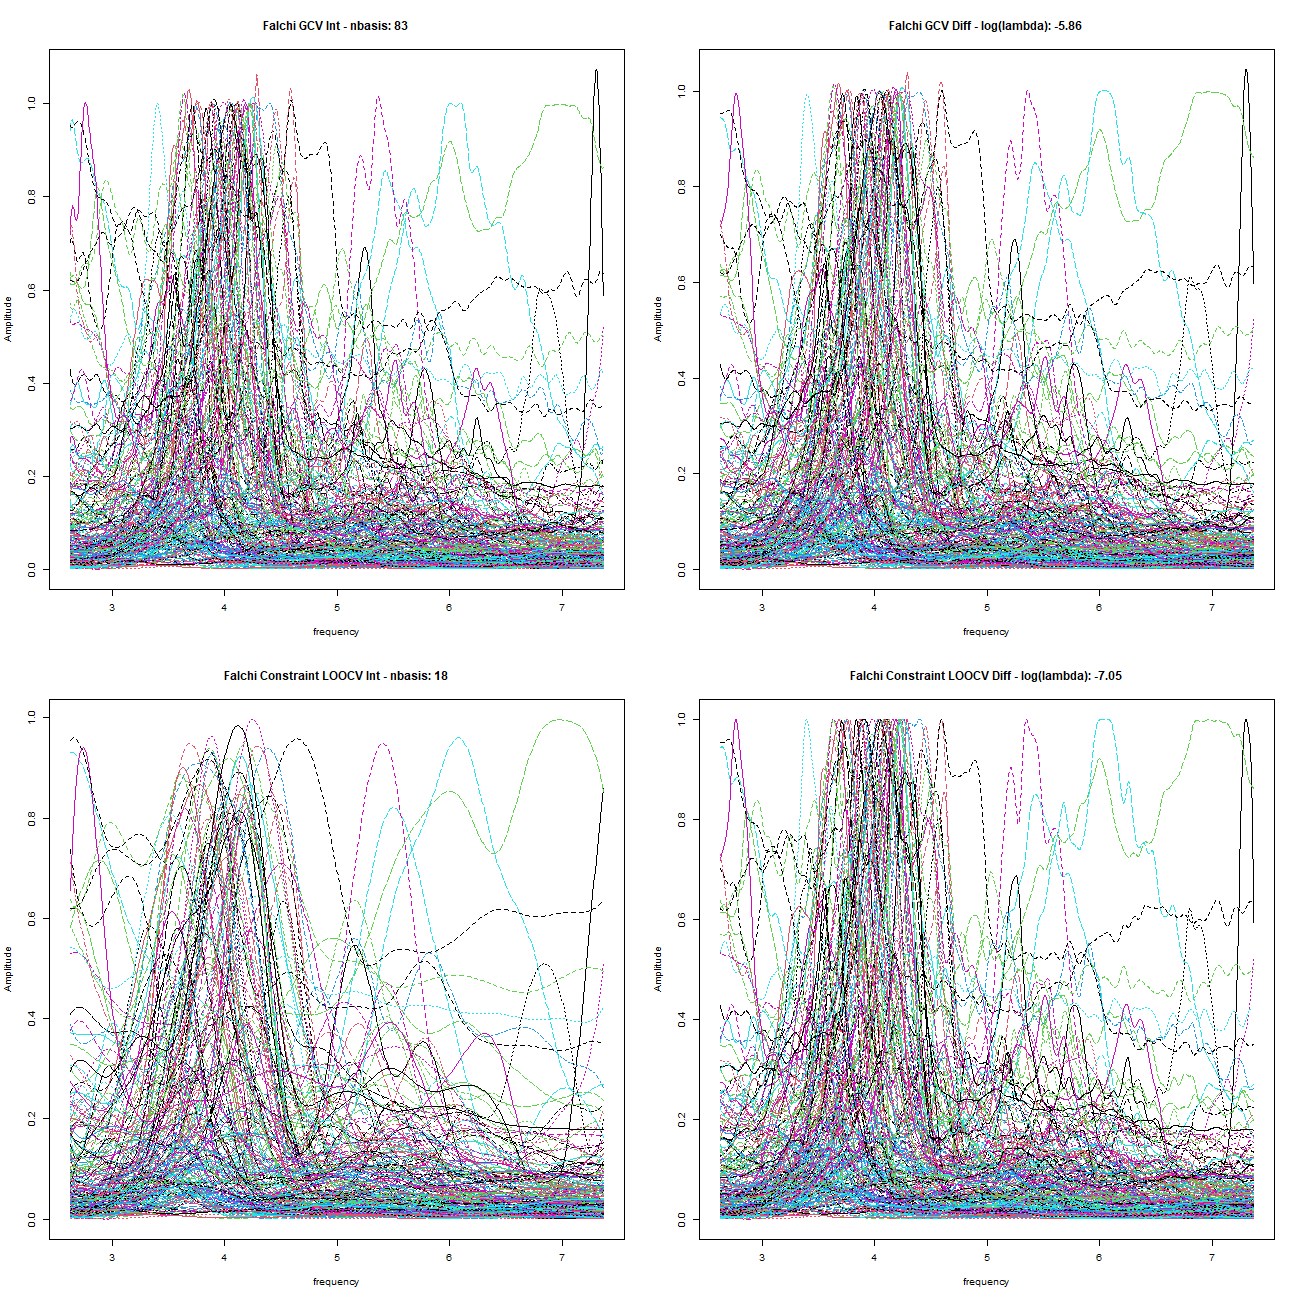 Falchi GCV Int - nbasis: 83
Amplitude
0.0 0.2 0.4 0.6 0.8 1.0
3 4 5 6 7
frequency
Falchi GCV Diff - log(lambda): -5.86
Amplitude
0.0 0.2 0.4 0.6 0.8 1.0
3 4 5 6 7
frequency
Falchi Constraint LOOCV Int - nbasis: 18
Amplitude
0.0 0.2 0.4 0.6 0.8 1.0
3 4 5 6 7
frequency
Falchi Constraint LOOCV Diff - log(lambda): -7.05
Amplitude
0.0 0.2 0.4 0.6 0.8 1.0
3 4 5 6 7
frequency